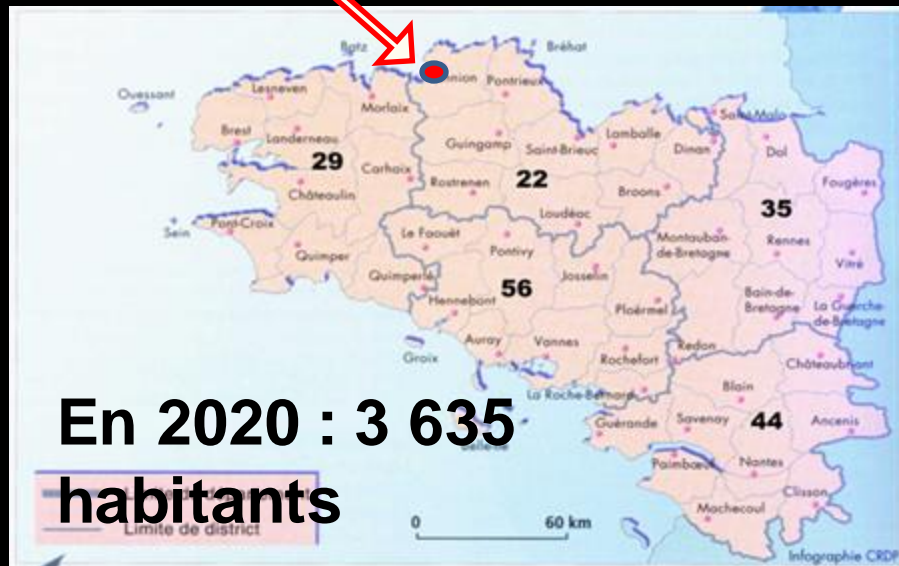 Batz
Bréhat
Ouessant
Lesneven
nnion
Pontrieux
Morlaix
Saint-Malo
Brest
Landerneau
Guingamp
Saint-Brieuc
Lamballe
Dinan
Dol
29
Carhaix
Rostrenen
22
Broons
Fougères
Châteaulin
35
Loudéac
Sein
Pont-Croix
Le Faouët
Montauban-
de-Bretagne
Rennes
Quimper
Pontivy
Vitré
Quimperlé
Josselin
56
Hennebont
Ploërmel
Bain-de-
Bretagne
La Guerche-
de-Bretagne
Auray
Vannes
Redon
Groix
Rochefort
Châteaubriant
La Roche-Bernard
Blain
En 2020 : 3 635
habitants
Guérande
Savenay
44
Ancenis
Belle-Ile
Paimbœuf
Nantes
Clisson
Machecoul
Limite de district
0
60 km
Infographie CRDP